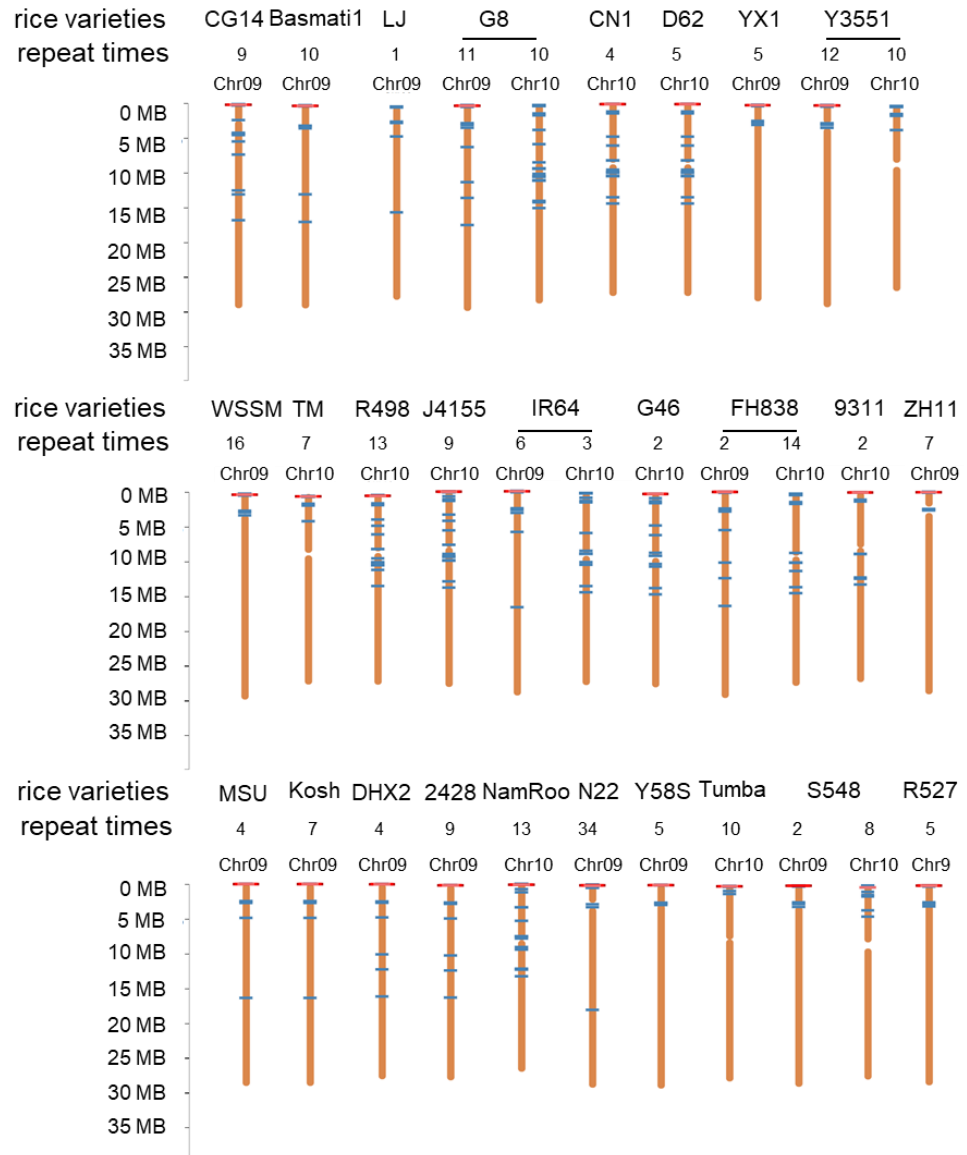 rice varieties CG14 Basmati1 LJ G8 CN1 D62 YX1 Y3551
repeat times 9 10 1 11 10 4 5 5 12 10
Chr09 Chr09 Chr09 Chr09 Chr10 Chr10 Chr10 Chr09 Chr09 Chr10
0 MB
5 MB
10 MB
15 MB
20 MB
25 MB
30 MB
35 MB
rice varieties WSSM TM R498 J4155 IR64 G46 FH838 9311 ZH11
repeat times 16 7 13 9 6 3 2 2 14 2 7
Chr09 Chr10 Chr10 Chr10 Chr09 Chr10 Chr10 Chr09 Chr10 Chr10 Chr09
0 MB
5 MB
10 MB
15 MB
20 MB
25 MB
30 MB
35 MB
rice varieties MSU Kosh DHX2 2428 NamRoo N22 Y58S Tumba S548 R527
repeat times 4 7 4 9 13 34 5 10 2 8 5
Chr09 Chr09 Chr09 Chr09 Chr10 Chr09 Chr09 Chr10 Chr09 Chr10 Chr9
0 MB
5 MB
10 MB
15 MB
20 MB
25 MB
30 MB
35 MB